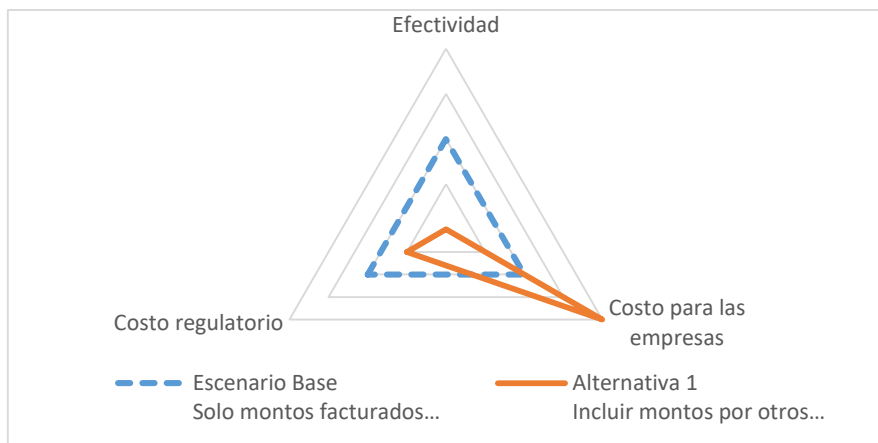 Efectividad
Costo regulatorio
Costo para las
empresas
Escenario Base
Solo montos facturados...
Alternativa 1
Incluir montos por otros...